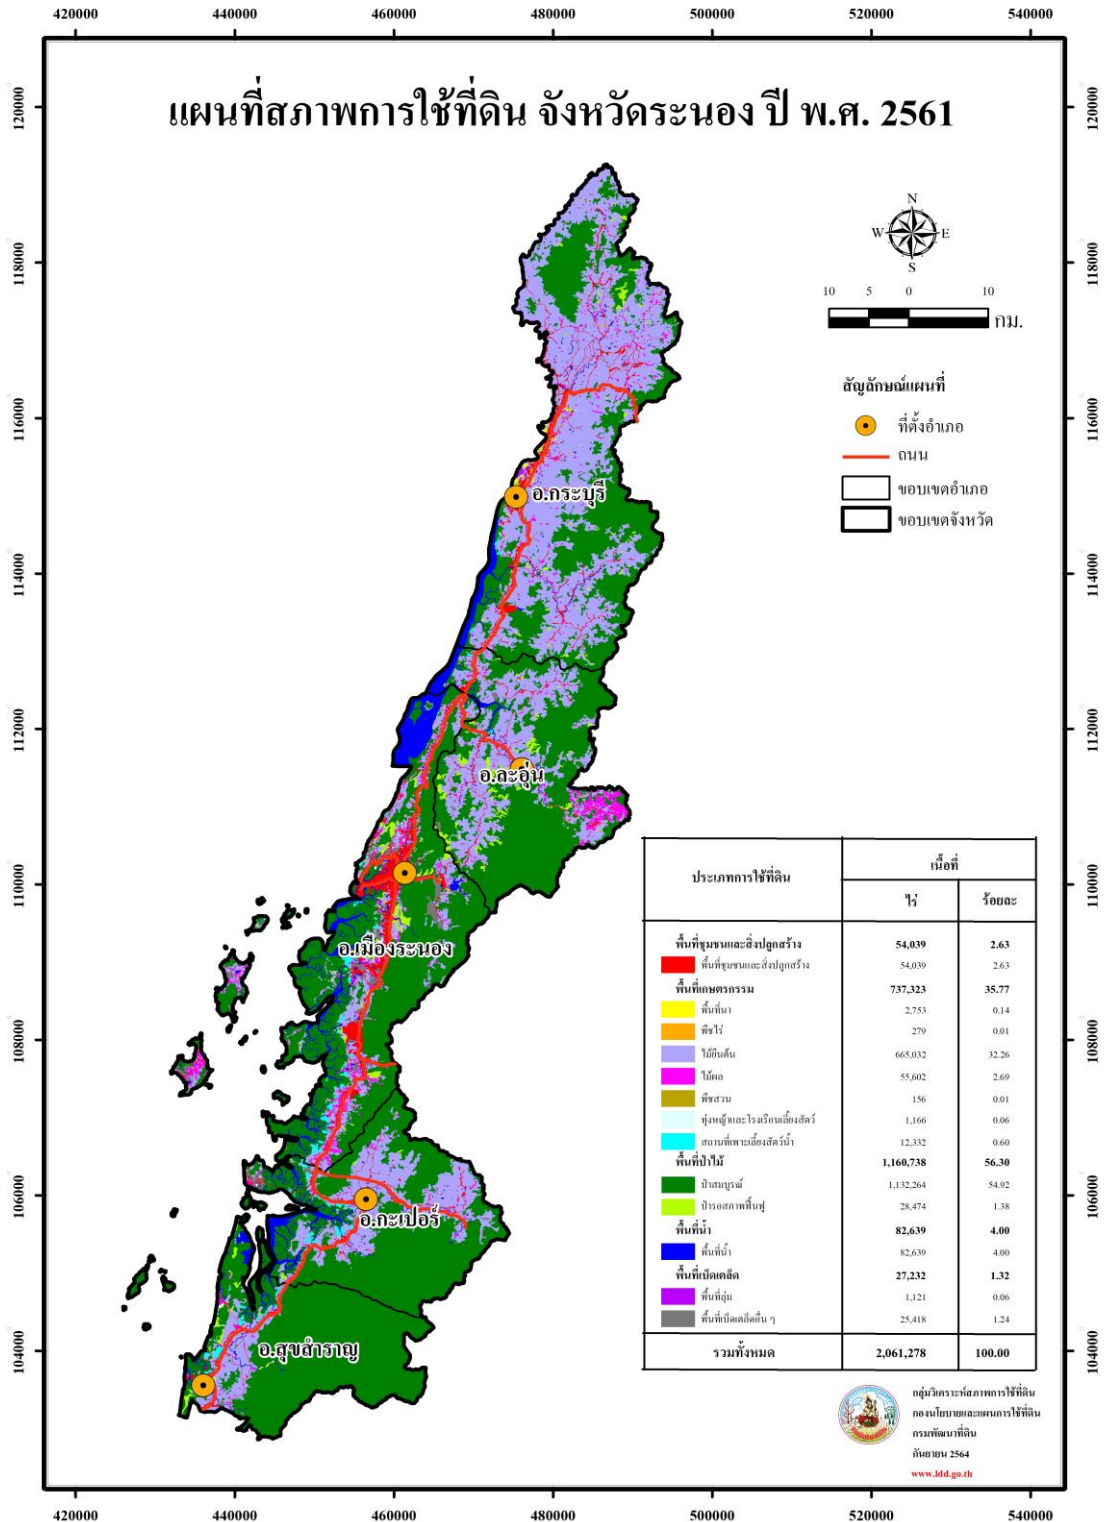 420000 440000 460000 480000 500000 520000 540000
แผนที่สภาพการใช้ที่ดิน จังหวัดระนอง ปี พ.ศ. 2561
120000 120000
N
W E
S
118000 118000
10 5 0 10
กม.
สัญลักษณ์แผนที่
116000 116000
ที่ตั้งอำเภอ
ถนน
ขอบเขตอำเภอ
ขอบเขตจังหวัด
อ.กระบุรี
114000 114000
112000 112000
อ.ละอุ่น
110000 110000
อ.เมืองระนอง
108000 108000
106000 106000
อ.กะเปอร์
104000 104000
อ.สุขสำราญ
ประเภทการใช้ที่ดิน เนื้อที่
ไร่ ร้อยละ
พื้นที่ชุมชนและสิ่งปลูกสร้าง 54,039 2.63
พื้นที่ชุมชนและสิ่งปลูกสร้าง 54,039 2.63
พื้นที่เกษตรกรรม 737,323 35.77
พื้นที่นา 2,753 0.14
พืชไร่ 279 0.01
ไม้ยืนต้น 665,032 32.26
ไม้ผล 55,602 2.69
พืชสวน 156 0.01
ทุ่งหญ้าและโรงเรือนเลี้ยงสัตว์ 1,166 0.06
สถานที่เพาะเลี้ยงสัตว์น้ำ 12,332 0.60
พื้นที่ป่าไม้ 1,160,738 56.30
ป่าสมบูรณ์ 1,132,264 54.92
ป่ารอสภาพฟื้นฟู 28,474 1.38
พื้นที่น้ำ 82,639 4.00
พื้นที่น้ำ 82,639 4.00
พื้นที่เบ็ดเตล็ด 27,232 1.32
พื้นที่ลุ่ม 1,121 0.06
พื้นที่เบ็ดเตล็ดอื่น ๆ 25,418 1.24
รวมทั้งหมด 2,061,278 100.00
กลุ่มวิเคราะห์สภาพการใช้ที่ดิน
กองนโยบายและแผนการใช้ที่ดิน
กรมพัฒนาที่ดิน
กันยายน 2564
www.ldd.go.th
420000 440000 460000 480000 500000 520000 540000